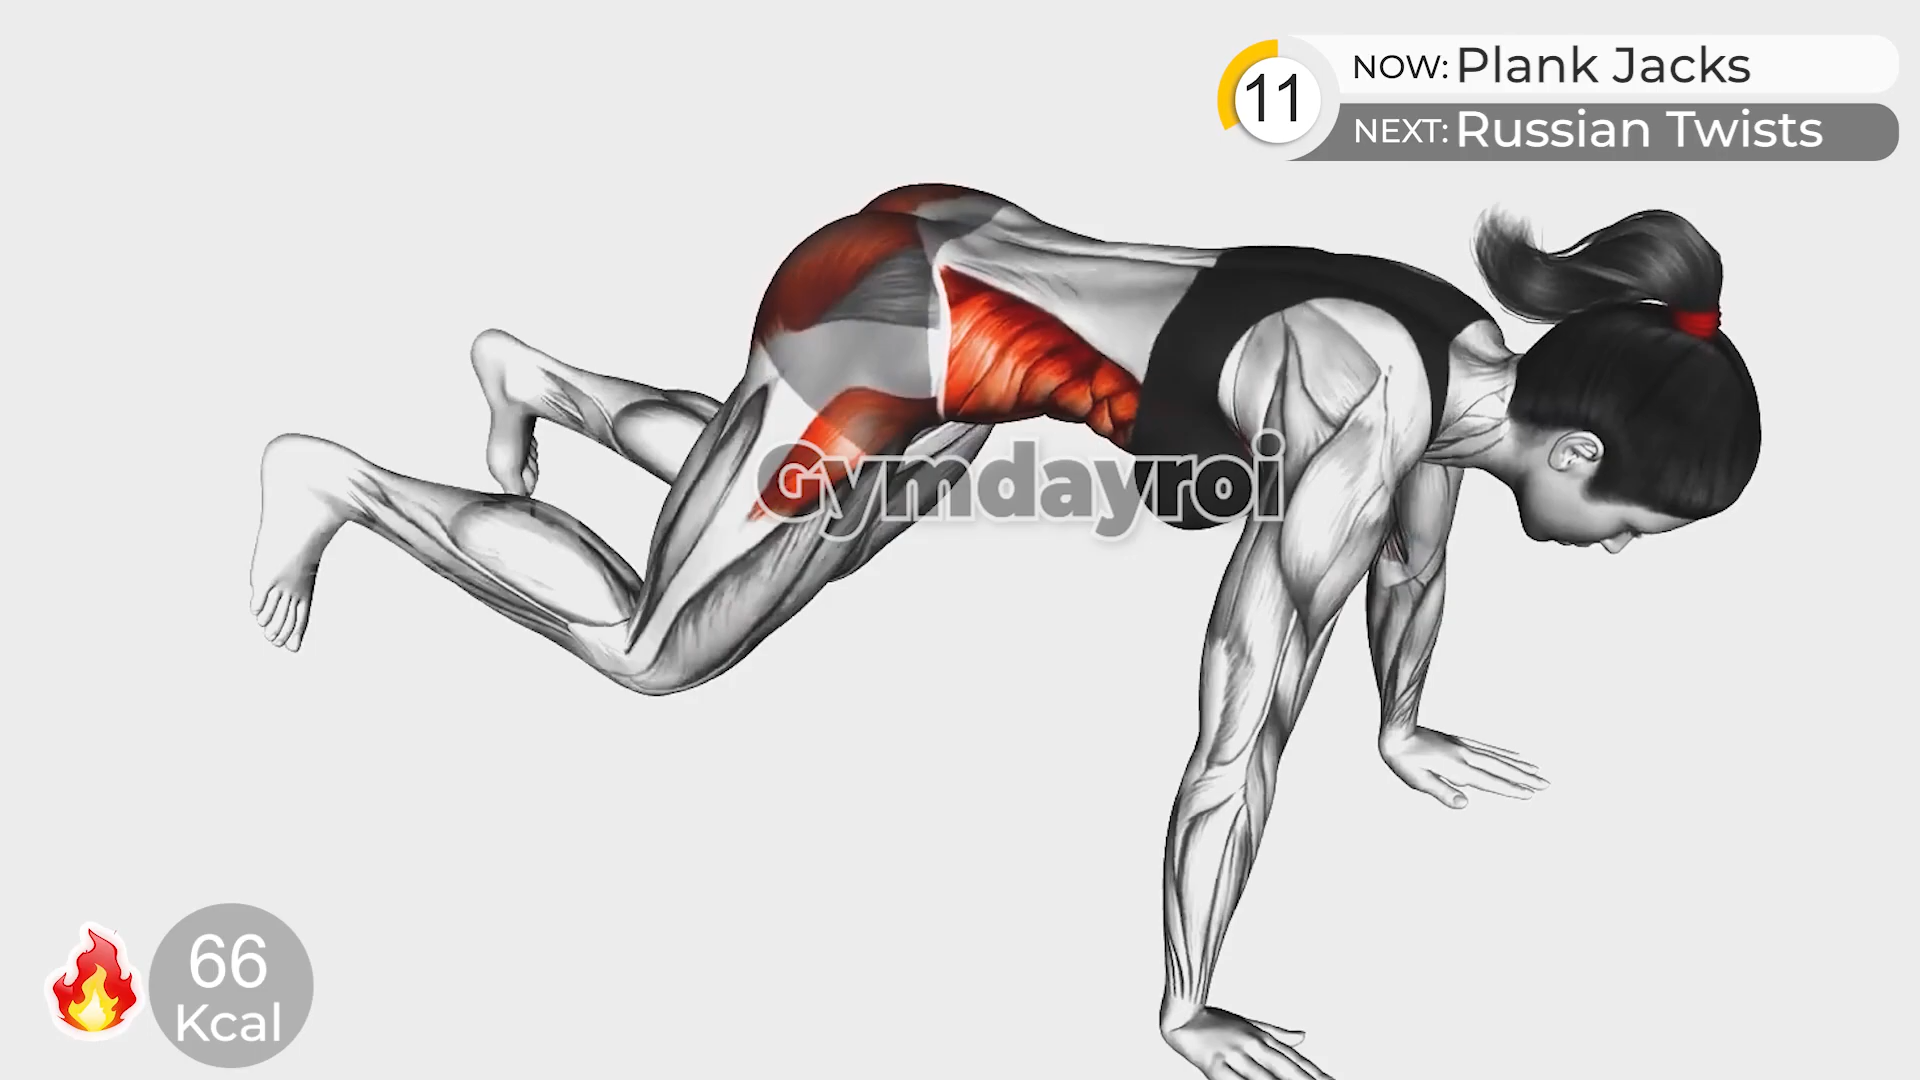 11
NOW: Plank Jacks
NEXT: Russian Twists
Gymdayroi
66
Kcal